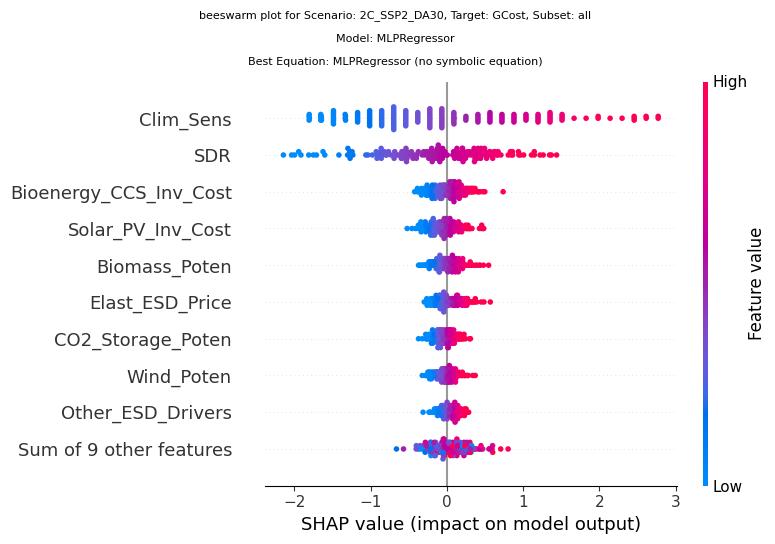 beeswarm plot for Scenario: 2C_SSP2_DA30, Target: GCost, Subset: all
Model: MLPRegressor
Best Equation: MLPRegressor (no symbolic equation)
High
Clim_Sens
SDR
Bioenergy_CCS_Inv_Cost
Solar_PV_Inv_Cost
Biomass_Poten
Elast_ESD_Price
CO2_Storage_Poten
Wind_Poten
Other_ESD_Drivers
Sum of 9 other features
Feature value
Low
−2 −1 0 1 2 3
SHAP value (impact on model output)